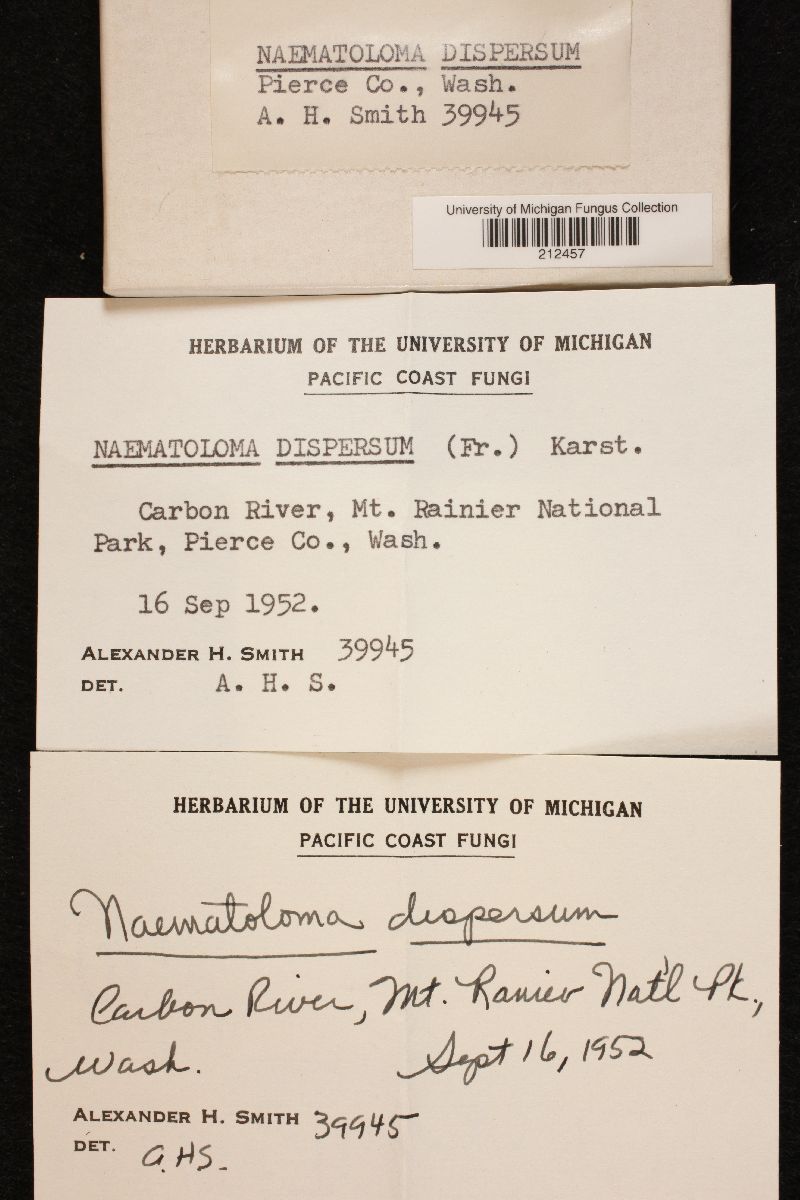 NAEMATOLOMA DISPERSUM
Pierce Co., Wash.
A. H. Smith 39945
University of Michigan Fungus Collection
212457
HERBARIUM OF THE UNIVERSITY OF MICHIGAN
PACIFIC COAST FUNGI
NAEMATOLOMA DISPERSUM (Fr.) Karst.
Carbon River, Mt. Rainier National
Park, Pierce Co., Wash.
16 Sep 1952.
ALEXANDER H. SMITH 39945
DET. A. H. S.
HERBARIUM OF THE UNIVERSITY OF MICHIGAN
PACIFIC COAST FUNGI
Naematoloma dispersum
Carbon River, Mt. Ranier Nat'l Pk.,
Wash. Sept 16, 1952
ALEXANDER H. SMITH 39945
DET. A.HS.